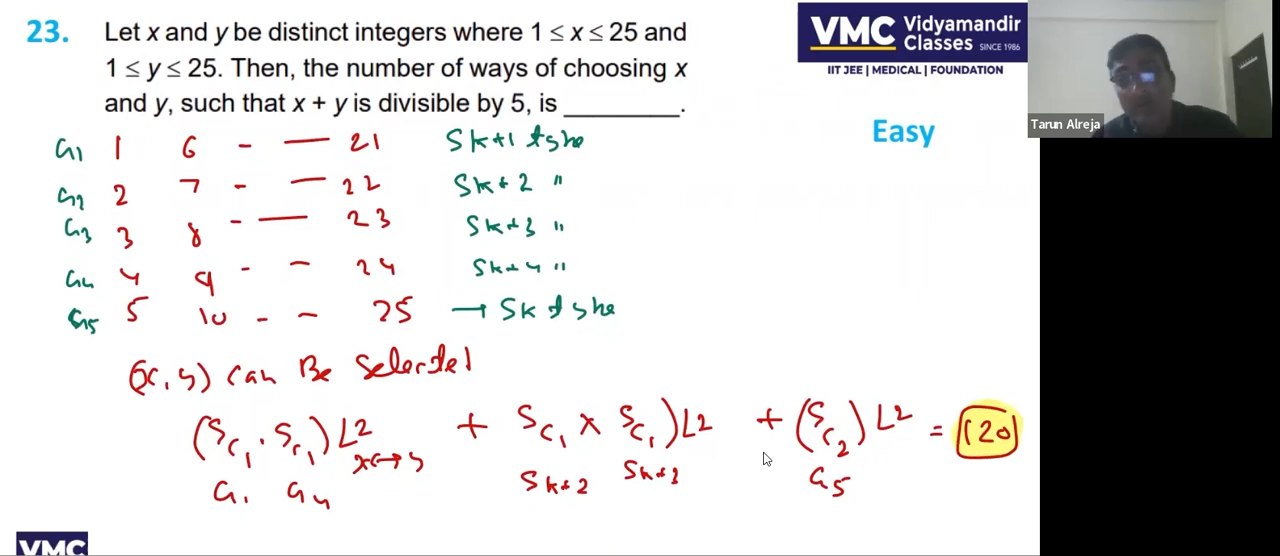 23. Let x and y be distinct integers where 1 ≤ x ≤ 25 and
1 ≤ y ≤ 25. Then, the number of ways of choosing x
and y, such that x + y is divisible by 5, is ________.
VMC Vidyamandir Classes SINCE 1986
IIT JEE | MEDICAL | FOUNDATION
Tarun Alreja
Easy
G1 1 6 - — 21 5k+1 type
G2 2 7 - — 22 5k+2 "
G3 3 8 - — 23 5k+3 "
G4 4 9 - - 24 5k+4 "
G5 5 10 - - 25 → 5k type
(x, y) can Be Selected
(5C1 . 5C1) L2 + 5C1 × 5C1) L2 + (5C2) L2 = 120
x↔y
G1 G4 5k+2 5k+3 G5
VMC